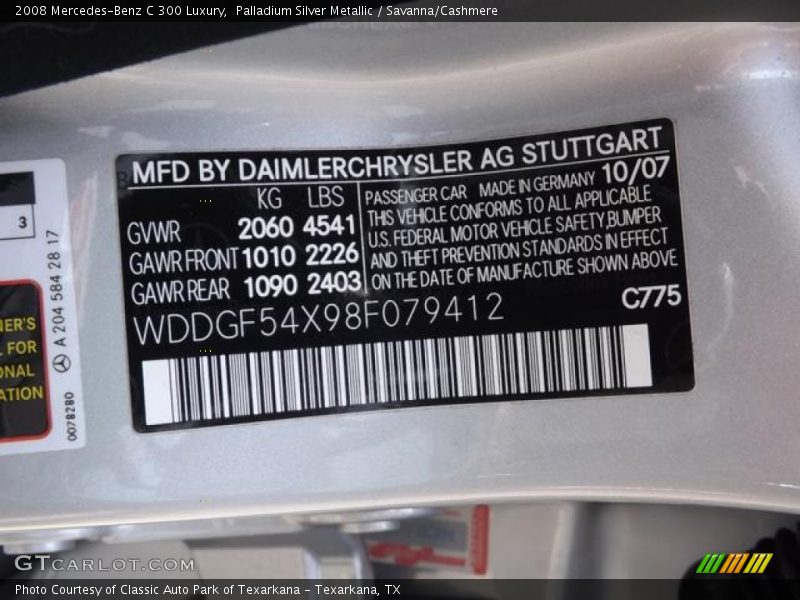 2008 Mercedes-Benz C 300 Luxury, Palladium Silver Metallic / Savanna/Cashmere
MFD BY DAIMLERCHRYSLER AG STUTTGART
10/07
KG LBS
GVWR 2060 4541
GAWR FRONT 1010 2226
GAWR REAR 1090 2403
PASSENGER CAR MADE IN GERMANY
THIS VEHICLE CONFORMS TO ALL APPLICABLE
U.S. FEDERAL MOTOR VEHICLE SAFETY,BUMPER
AND THEFT PREVENTION STANDARDS IN EFFECT
ON THE DATE OF MANUFACTURE SHOWN ABOVE
WDDGF54X98F079412
C775
3
NER'S
FOR
ONAL
ATION
A 204 584 28 17
0078280
GTCARLOT.COM
Photo Courtesy of Classic Auto Park of Texarkana - Texarkana, TX